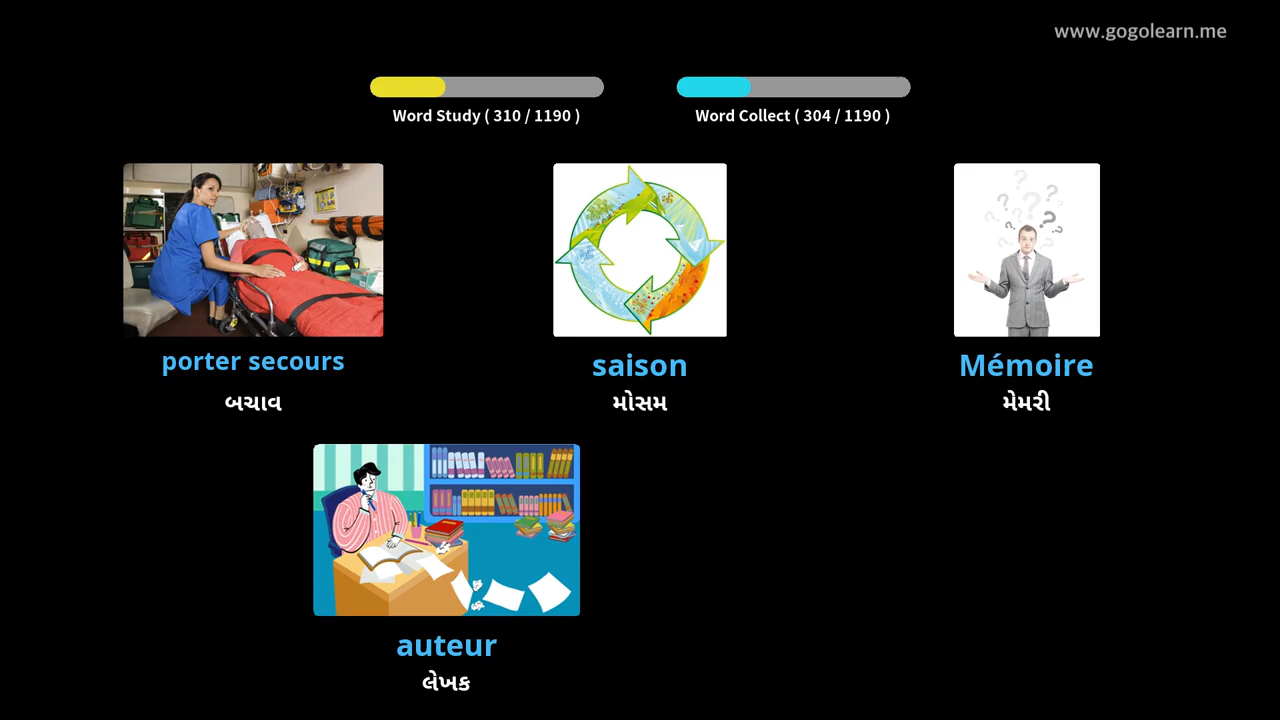 www.gogolearn.me
Word Study ( 310 / 1190 )
Word Collect ( 304 / 1190 )
porter secours
બચાવ
saison
મોસમ
Mémoire
મેમરી
auteur
લેખક